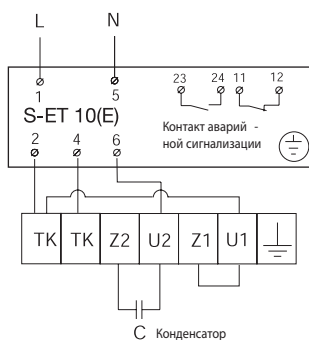 L N
1 5 23 24 11 12
S-ET 10(E)
2 4 6
Контакт аварий -
ной сигнализации
TK TK Z2 U2 Z1 U1
C Конденсатор